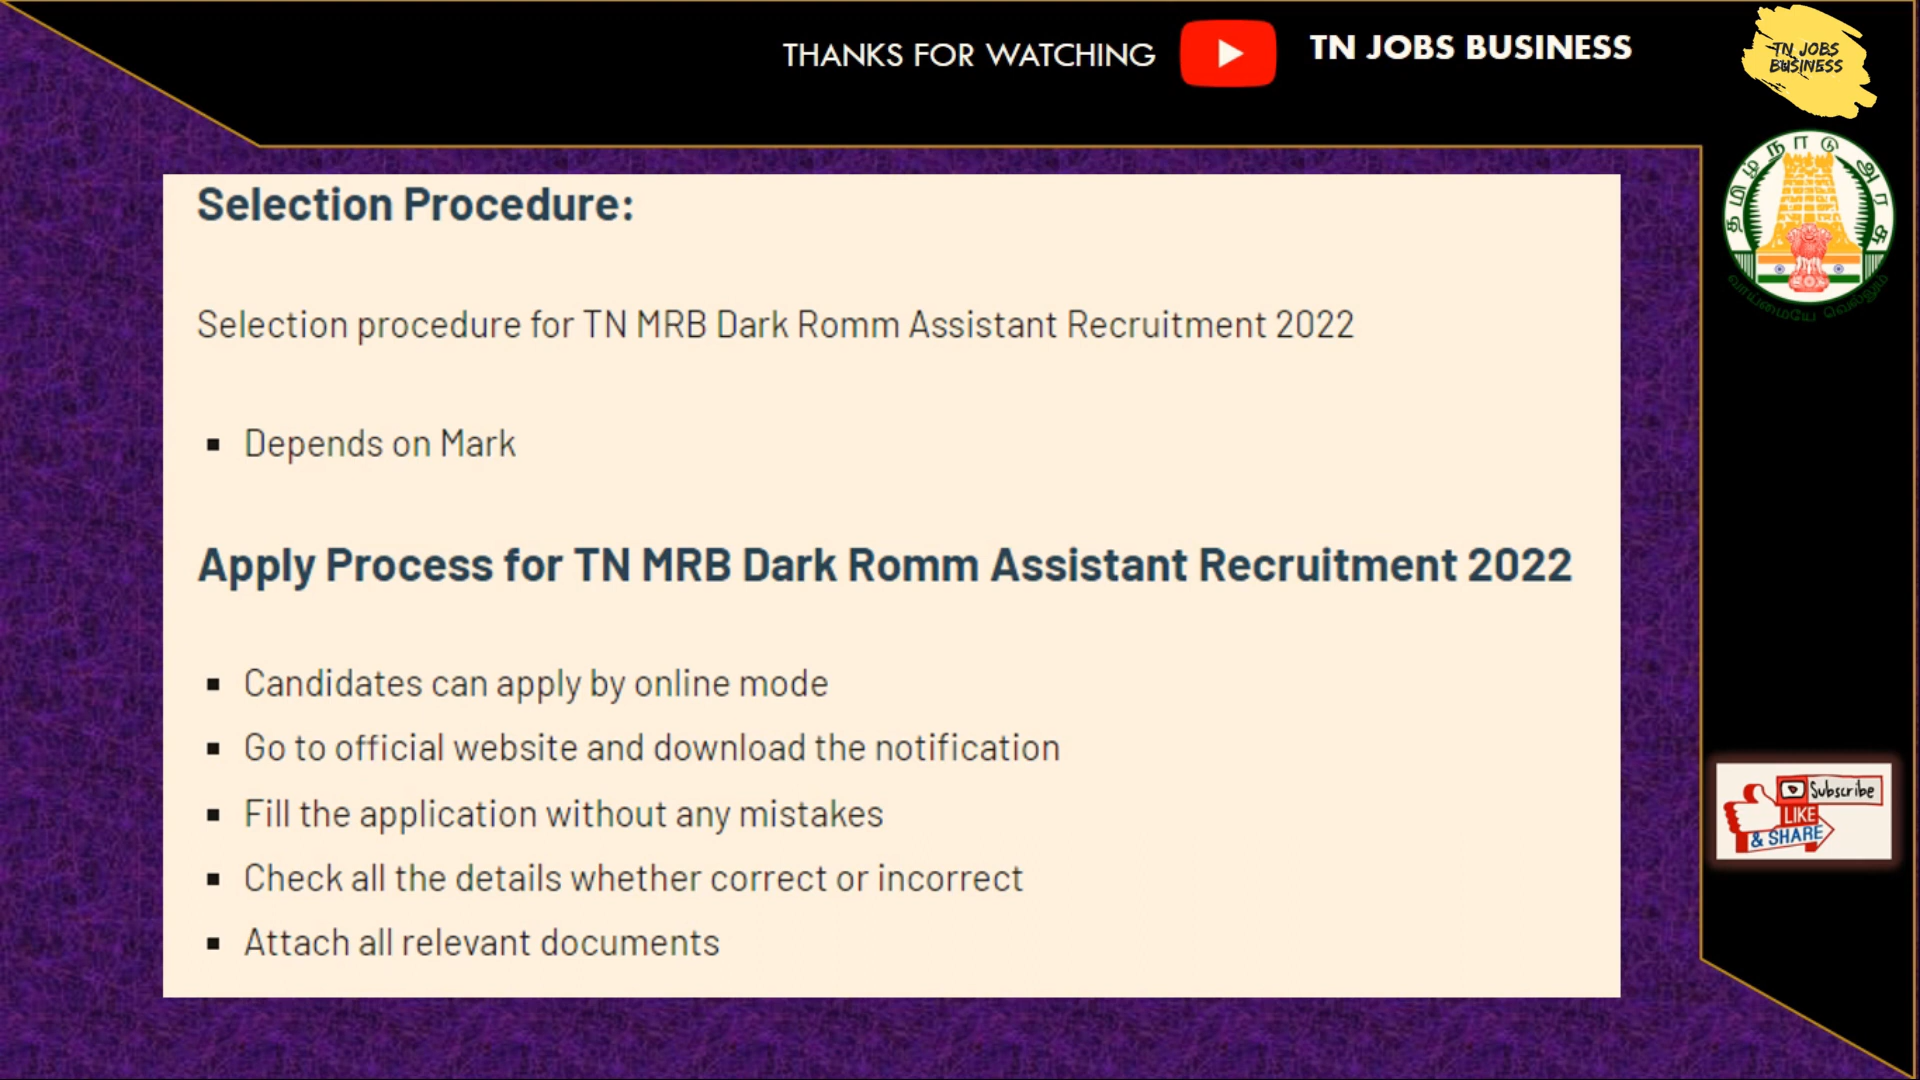 THANKS FOR WATCHING
TN JOBS BUSINESS
TN JOBS
BUSINESS
தமிழ் நாடு அரசு
வாய்மையே வெல்லும்
Selection Procedure:
Selection procedure for TN MRB Dark Romm Assistant Recruitment 2022
▪ Depends on Mark
Apply Process for TN MRB Dark Romm Assistant Recruitment 2022
▪ Candidates can apply by online mode
▪ Go to official website and download the notification
▪ Fill the application without any mistakes
▪ Check all the details whether correct or incorrect
▪ Attach all relevant documents
Subscribe
LIKE
& SHARE